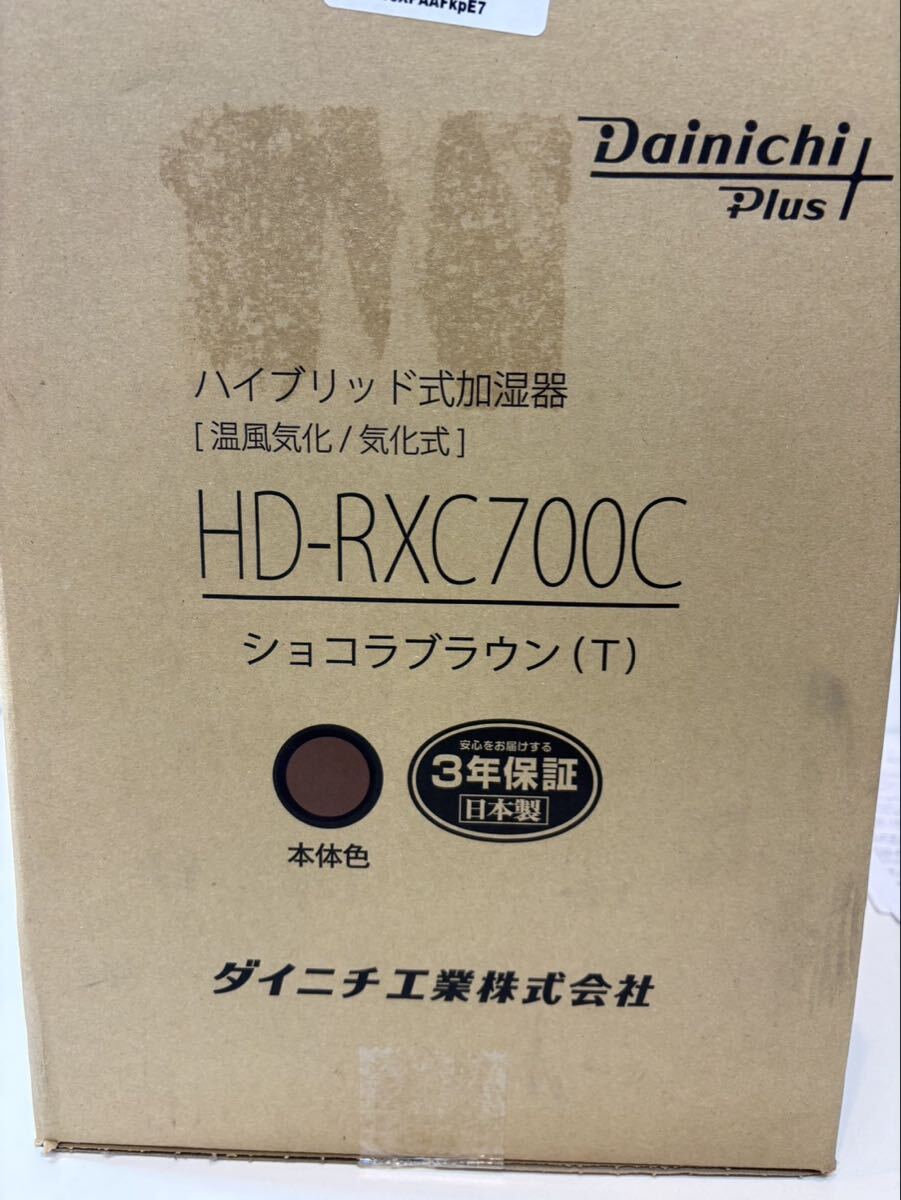 Dainichi
Plus
ハイブリッド式加湿器
[温風気化/気化式]
HD-RXC700C
ショコラブラウン(T)
安心をお届けする
3年保証
日本製
本体色
ダイニチ工業株式会社